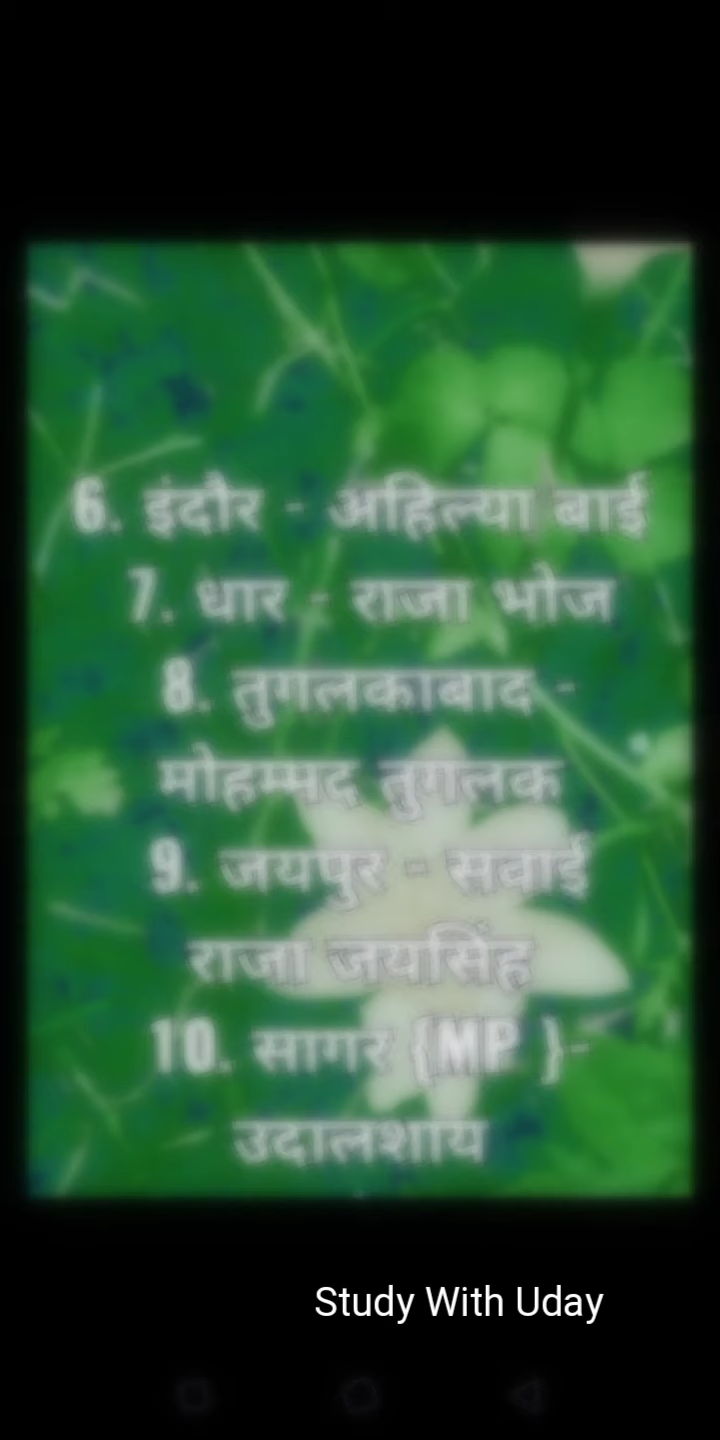 6. इंदौर - अहिल्या बाई
7. धार - राजा भोज
8. तुगलकाबाद -
मोहम्मद तुगलक
9. जयपुर - सवाई
राजा जयसिंह
10. सागर {MP }-
उदालशाय
Study With Uday